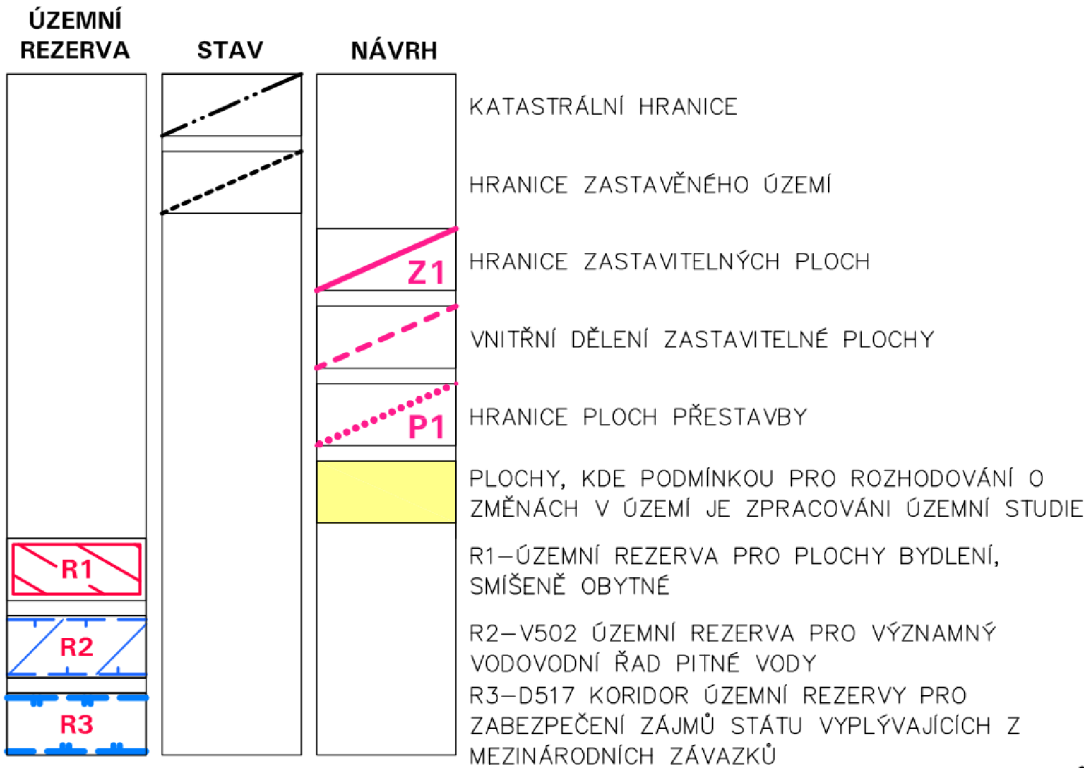 ÚZEMNÍ
REZERVA
STAV
NÁVRH
KATASTRÁLNÍ HRANICE
HRANICE ZASTAVĚNÉHO ÚZEMÍ
Z1
HRANICE ZASTAVITELNÝCH PLOCH
VNITŘNÍ DĚLENÍ ZASTAVITELNÉ PLOCHY
P1
HRANICE PLOCH PŘESTAVBY
PLOCHY, KDE PODMÍNKOU PRO ROZHODOVÁNÍ O
ZMĚNÁCH V ÚZEMÍ JE ZPRACOVÁNI ÚZEMNÍ STUDIE
R1
R1-ÚZEMNÍ REZERVA PRO PLOCHY BYDLENÍ,
SMÍŠENĚ OBYTNÉ
R2
R2-V502 ÚZEMNÍ REZERVA PRO VÝZNAMNÝ
VODOVODNÍ ŘAD PITNÉ VODY
R3
R3-D517 KORIDOR ÚZEMNÍ REZERVY PRO
ZABEZPEČENÍ ZÁJMŮ STÁTU VYPLÝVAJÍCÍCH Z
MEZINÁRODNÍCH ZÁVAZKŮ